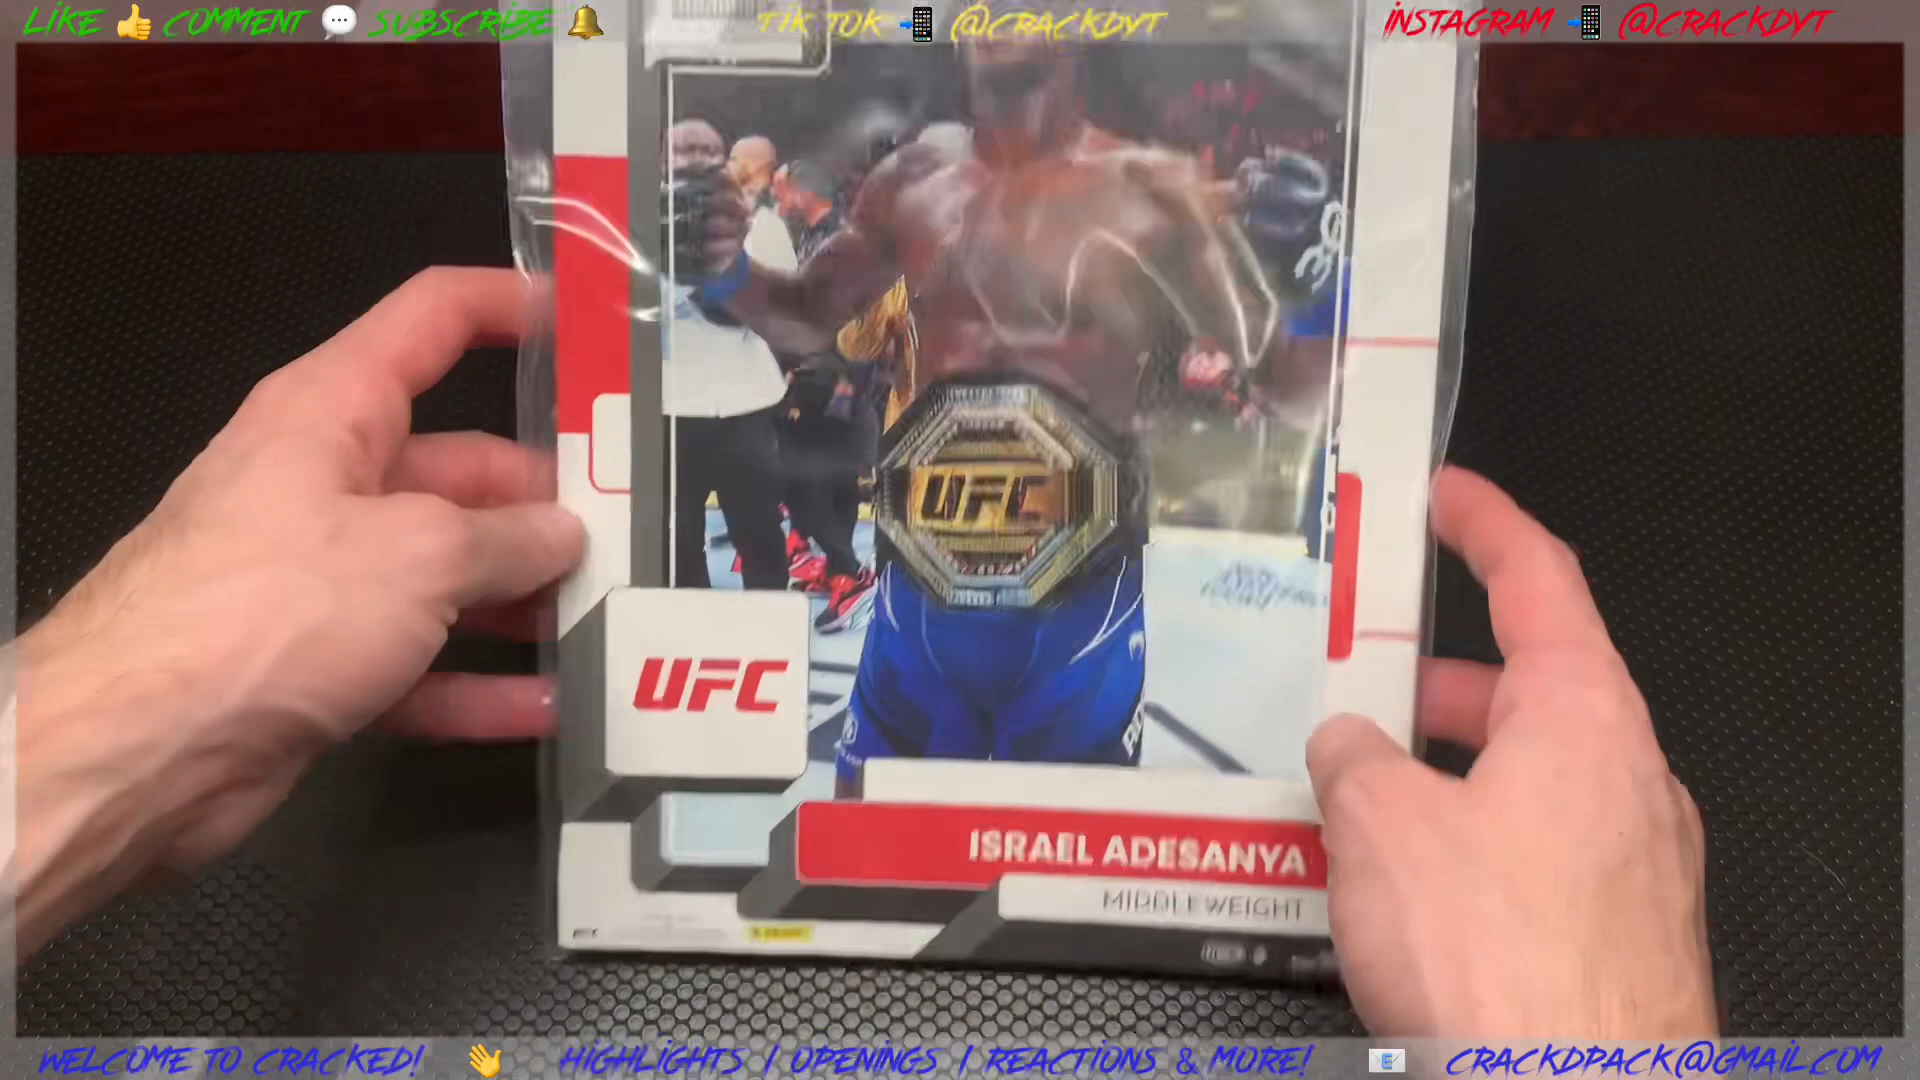 LIKE 👍 COMMENT 💬 SUBSCRIBE 🔔
TIK TOK 📲 @CRACKDYT
INSTAGRAM 📲 @CRACKDYT
UFC
UFC
ISRAEL ADESANYA
MIDDLEWEIGHT
WELCOME TO CRACKED! 👋 HIGHLIGHTS | OPENINGS | REACTIONS & MORE! 📧 CRACKDPACK@GMAIL.COM